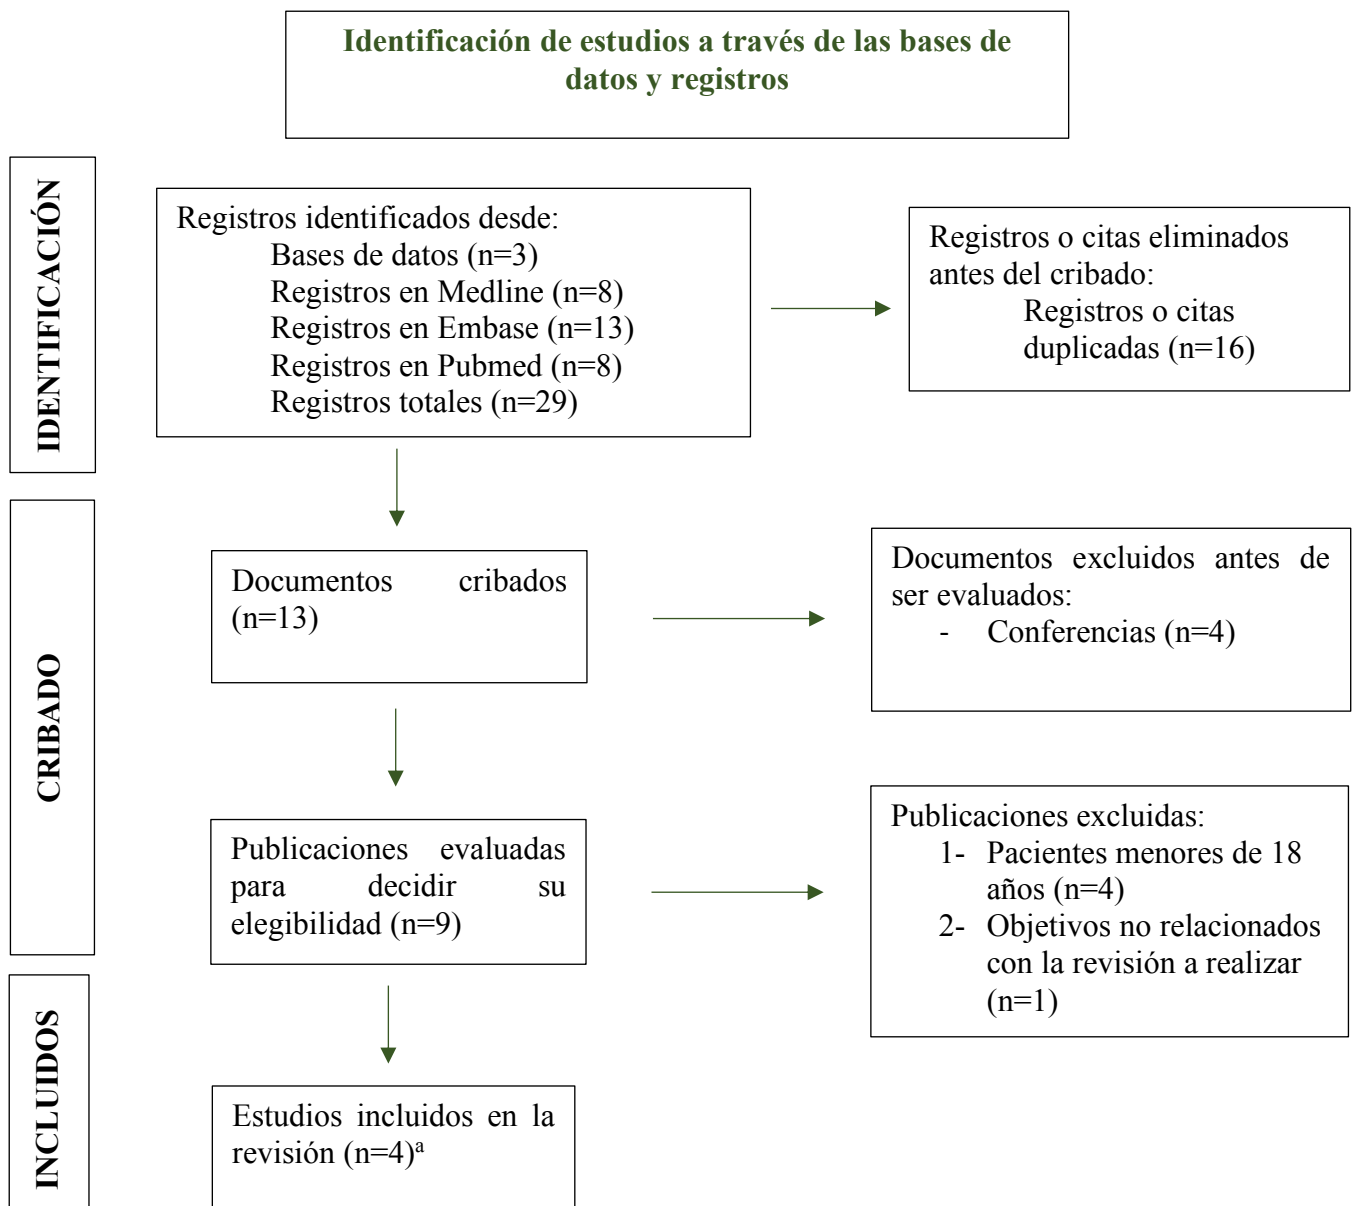 Identificación de estudios a través de las bases de
datos y registros
IDENTIFICACIÓN
Registros identificados desde:
Bases de datos (n=3)
Registros en Medline (n=8)
Registros en Embase (n=13)
Registros en Pubmed (n=8)
Registros totales (n=29)
Registros o citas eliminados
antes del cribado:
Registros o citas
duplicadas (n=16)
CRIBADO
Documentos cribados
(n=13)
Documentos excluidos antes de
ser evaluados:
- Conferencias (n=4)
Publicaciones evaluadas
para decidir su
elegibilidad (n=9)
Publicaciones excluidas:
1- Pacientes menores de 18
años (n=4)
2- Objetivos no relacionados
con la revisión a realizar
(n=1)
INCLUIDOS
Estudios incluidos en la
revisión (n=4)ª